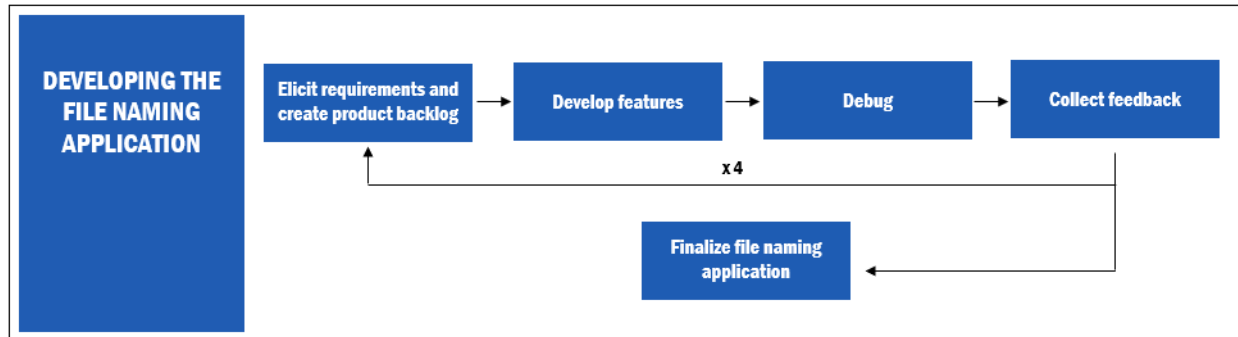 DEVELOPING THE
FILE NAMING
APPLICATION
Elicit requirements and
create product backlog
Develop features
Debug
Collect feedback
x 4
Finalize file naming
application